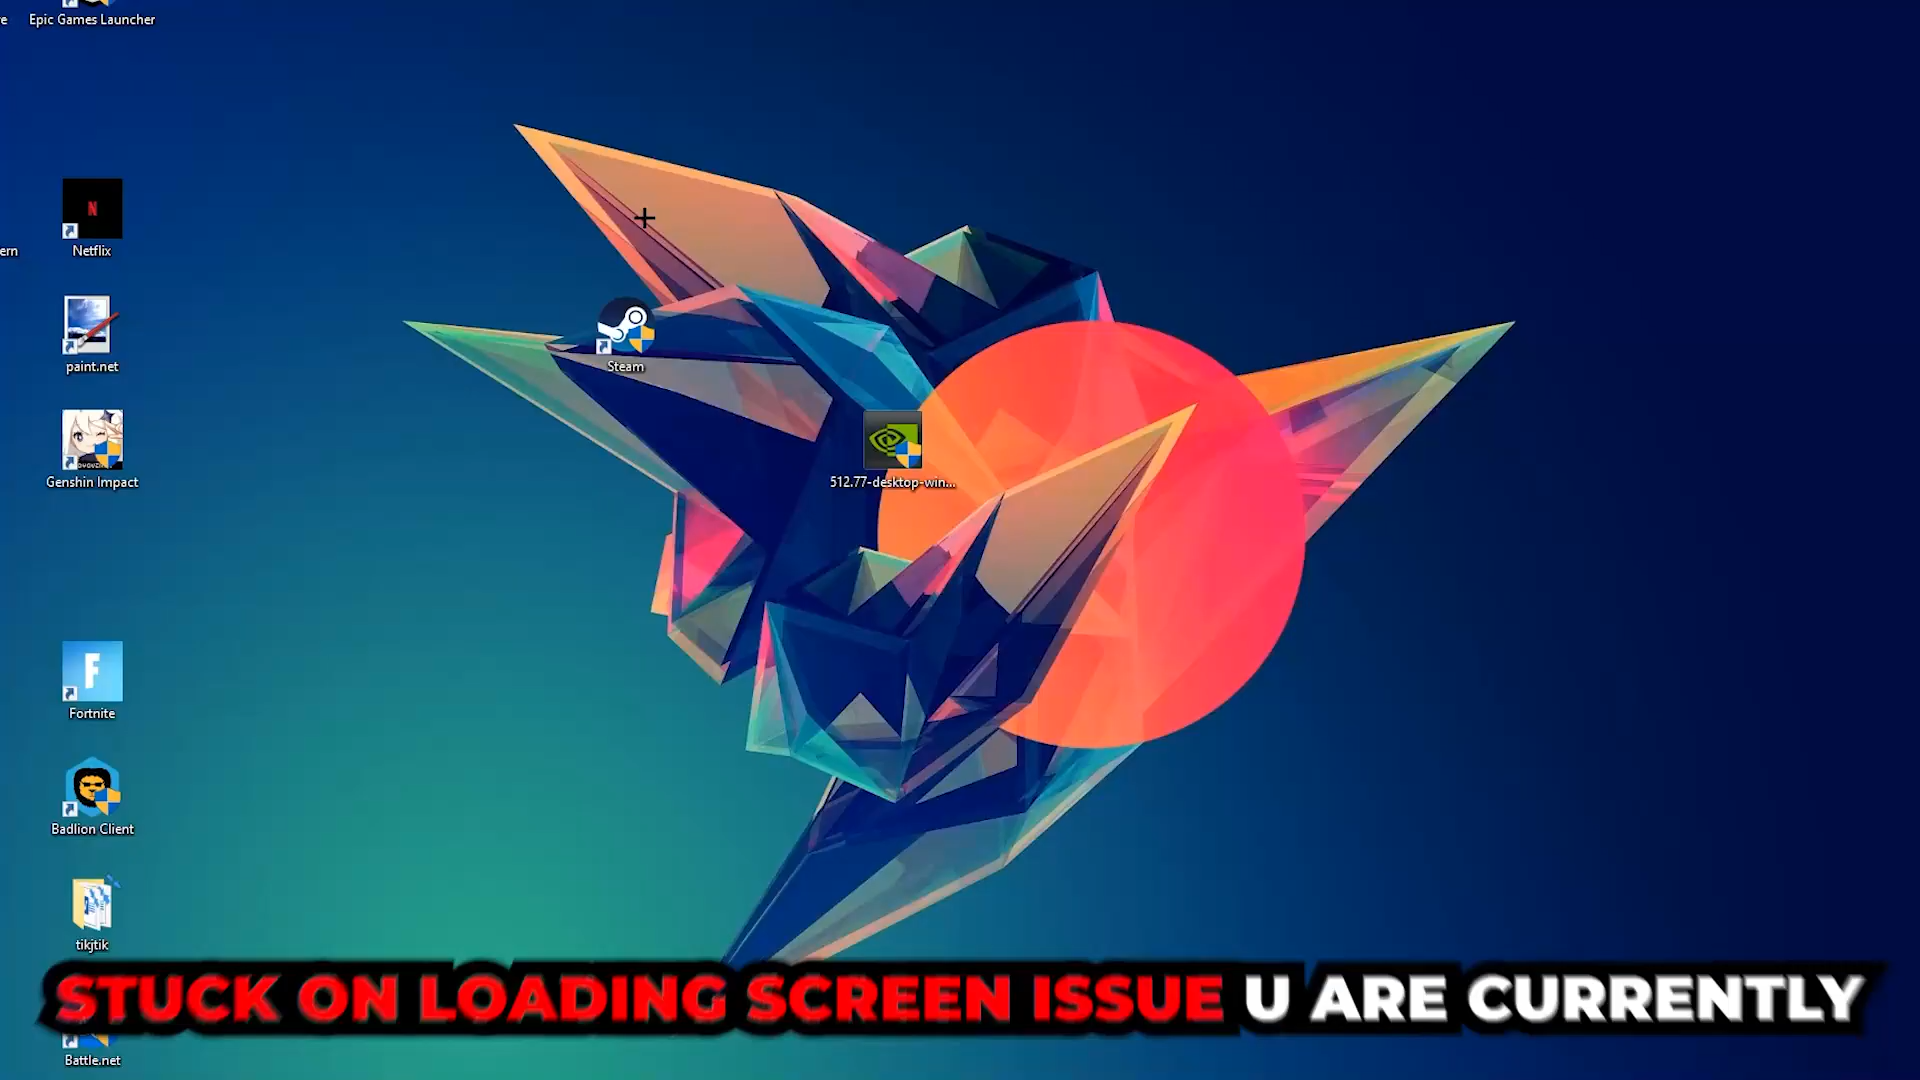 Epic Games Launcher
Netflix
ern
paint.net
Steam
Genshin Impact
512.77-desktop-win...
F
Fortnite
Badlion Client
tikjtik
STUCK ON LOADING SCREEN ISSUE U ARE CURRENTLY
Battle.net